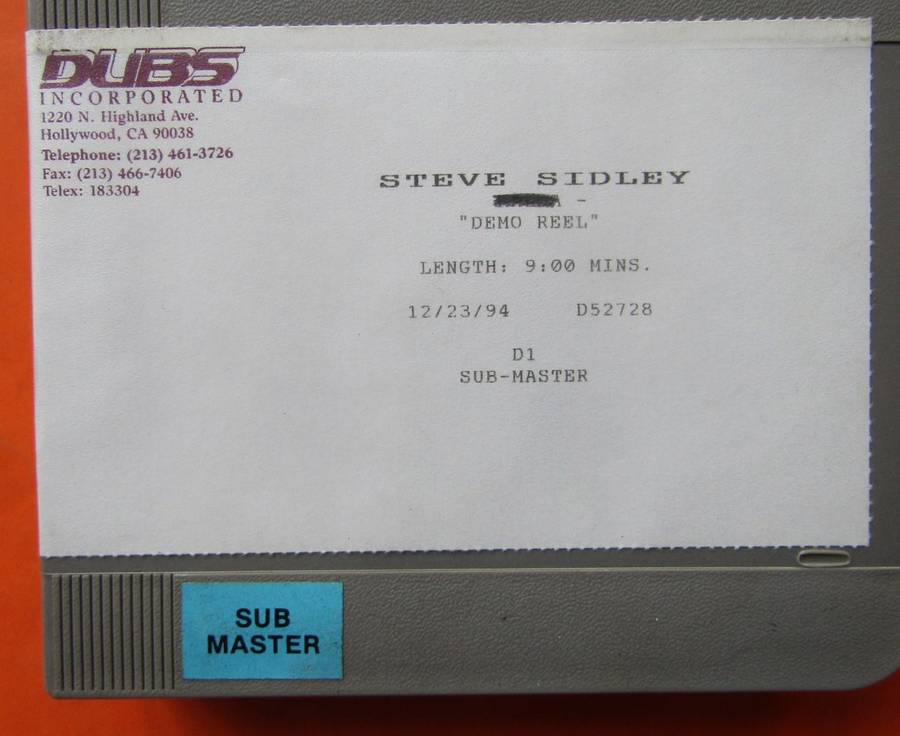 DUBS
INCORPORATED
1220 N. Highland Ave.
Hollywood, CA 90038
Telephone: (213) 461-3726
Fax: (213) 466-7406
Telex: 183304
STEVE SIDLEY
-
"DEMO REEL"
LENGTH: 9:00 MINS.
12/23/94 D52728
D1
SUB-MASTER
SUB
MASTER